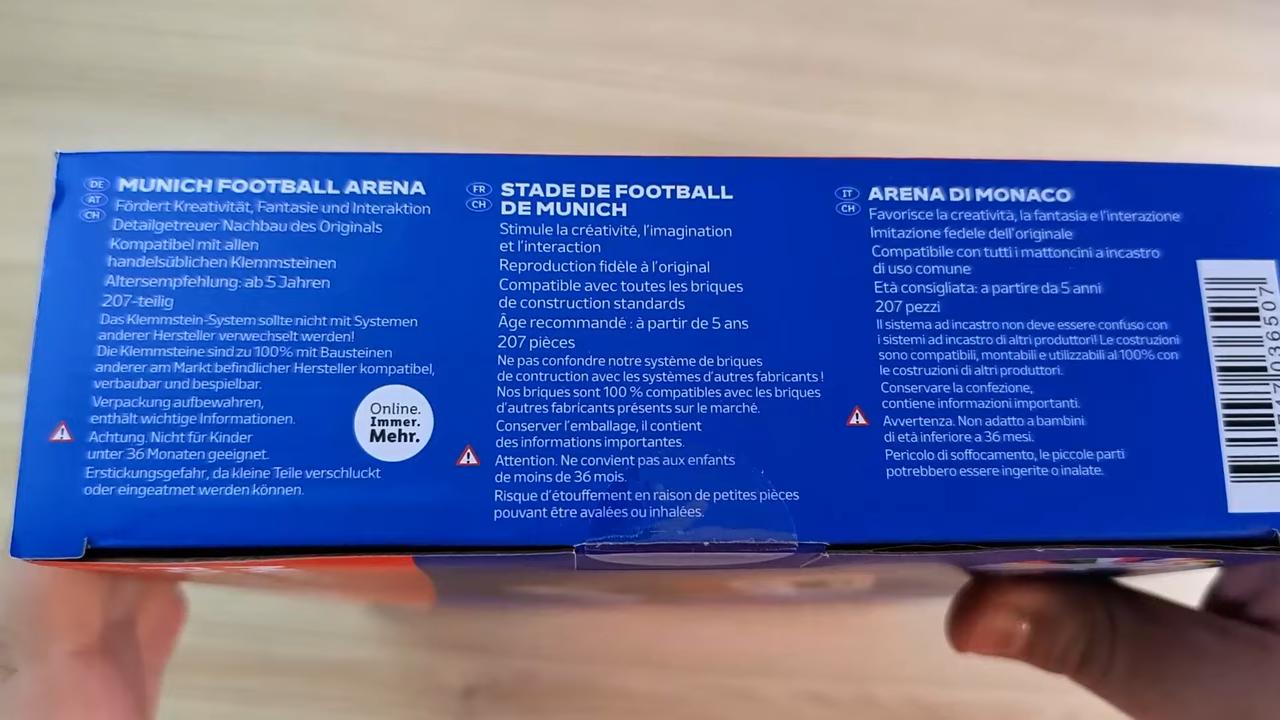 DE
AT
CH
MUNICH FOOTBALL ARENA
Fördert Kreativität, Fantasie und Interaktion
Detailgetreuer Nachbau des Originals
Kompatibel mit allen
handelsüblichen Klemmsteinen
Altersempfehlung: ab 5 Jahren
207-teilig
Das Klemmstein-System sollte nicht mit Systemen
anderer Hersteller verwechselt werden!
Die Klemmsteine sind zu 100% mit Bausteinen
anderer am Markt befindlicher Hersteller kompatibel,
verbaubar und bespielbar.
Verpackung aufbewahren,
enthält wichtige Informationen.
Achtung. Nicht für Kinder
unter 36 Monaten geeignet.
Erstickungsgefahr, da kleine Teile verschluckt
oder eingeatmet werden können.
Online.
Immer.
Mehr.
FR
CH
STADE DE FOOTBALL
DE MUNICH
Stimule la créativité, l'imagination
et l'interaction
Reproduction fidèle à l'original
Compatible avec toutes les briques
de construction standards
Âge recommandé : à partir de 5 ans
207 pièces
Ne pas confondre notre système de briques
de contruction avec les systèmes d'autres fabricants !
Nos briques sont 100 % compatibles avec les briques
d'autres fabricants présents sur le marché.
Conserver l'emballage, il contient
des informations importantes.
Attention. Ne convient pas aux enfants
de moins de 36 mois.
Risque d'étouffement en raison de petites pièces
pouvant être avalées ou inhalées.
IT
CH
ARENA DI MONACO
Favorisce la creatività, la fantasia e l'interazione
Imitazione fedele dell'originale
Compatibile con tutti i mattoncini a incastro
di uso comune
Età consigliata: a partire da 5 anni
207 pezzi
Il sistema ad incastro non deve essere confuso con
i sistemi ad incastro di altri produttori! Le costruzioni
sono compatibili, montabili e utilizzabili al 100% con
le costruzioni di altri produttori.
Conservare la confezione,
contiene informazioni importanti.
Avvertenza. Non adatto a bambini
di età inferiore a 36 mesi.
Pericolo di soffocamento, le piccole parti
potrebbero essere ingerite o inalate.